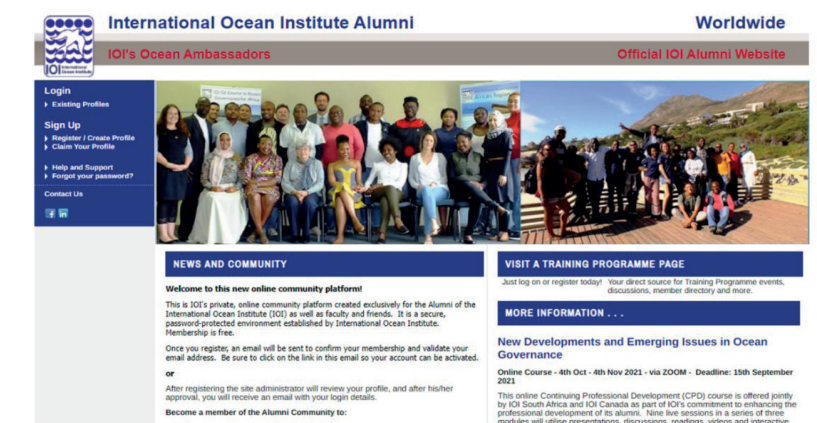 International Ocean Institute Alumni
Worldwide
IOI's Ocean Ambassadors
Official IOI Alumni Website
IOI International
Ocean Institute
Login
Existing Profiles
Sign Up
Register / Create Profile
Claim Your Profile
Help and Support
Forgot your password?
Contact Us
f in
NEWS AND COMMUNITY
Welcome to this new online community platform!
This is IOI's private, online community platform created exclusively for the Alumni of the
International Ocean Institute (IOI) as well as faculty and friends. It is a secure,
password-protected environment established by International Ocean Institute.
Membership is free.
Once you register, an email will be sent to confirm your membership and validate your
email address. Be sure to click on the link in this email so your account can be activated.
or
After registering the site administrator will review your profile, and after his/her
approval, you will receive an email with your login details.
Become a member of the Alumni Community to:
VISIT A TRAINING PROGRAMME PAGE
Just log on or register today! Your direct source for Training Programme events,
discussions, member directory and more.
MORE INFORMATION . . .
New Developments and Emerging Issues in Ocean
Governance
Online Course - 4th Oct - 4th Nov 2021 - via ZOOM - Deadline: 15th September
2021
This online Continuing Professional Development (CPD) course is offered jointly
by IOI South Africa and IOI Canada as part of IOI's commitment to enhancing the
professional development of its alumni. Nine live sessions in a series of three
modules will utilise presentations, discussions, readings, videos and interactive